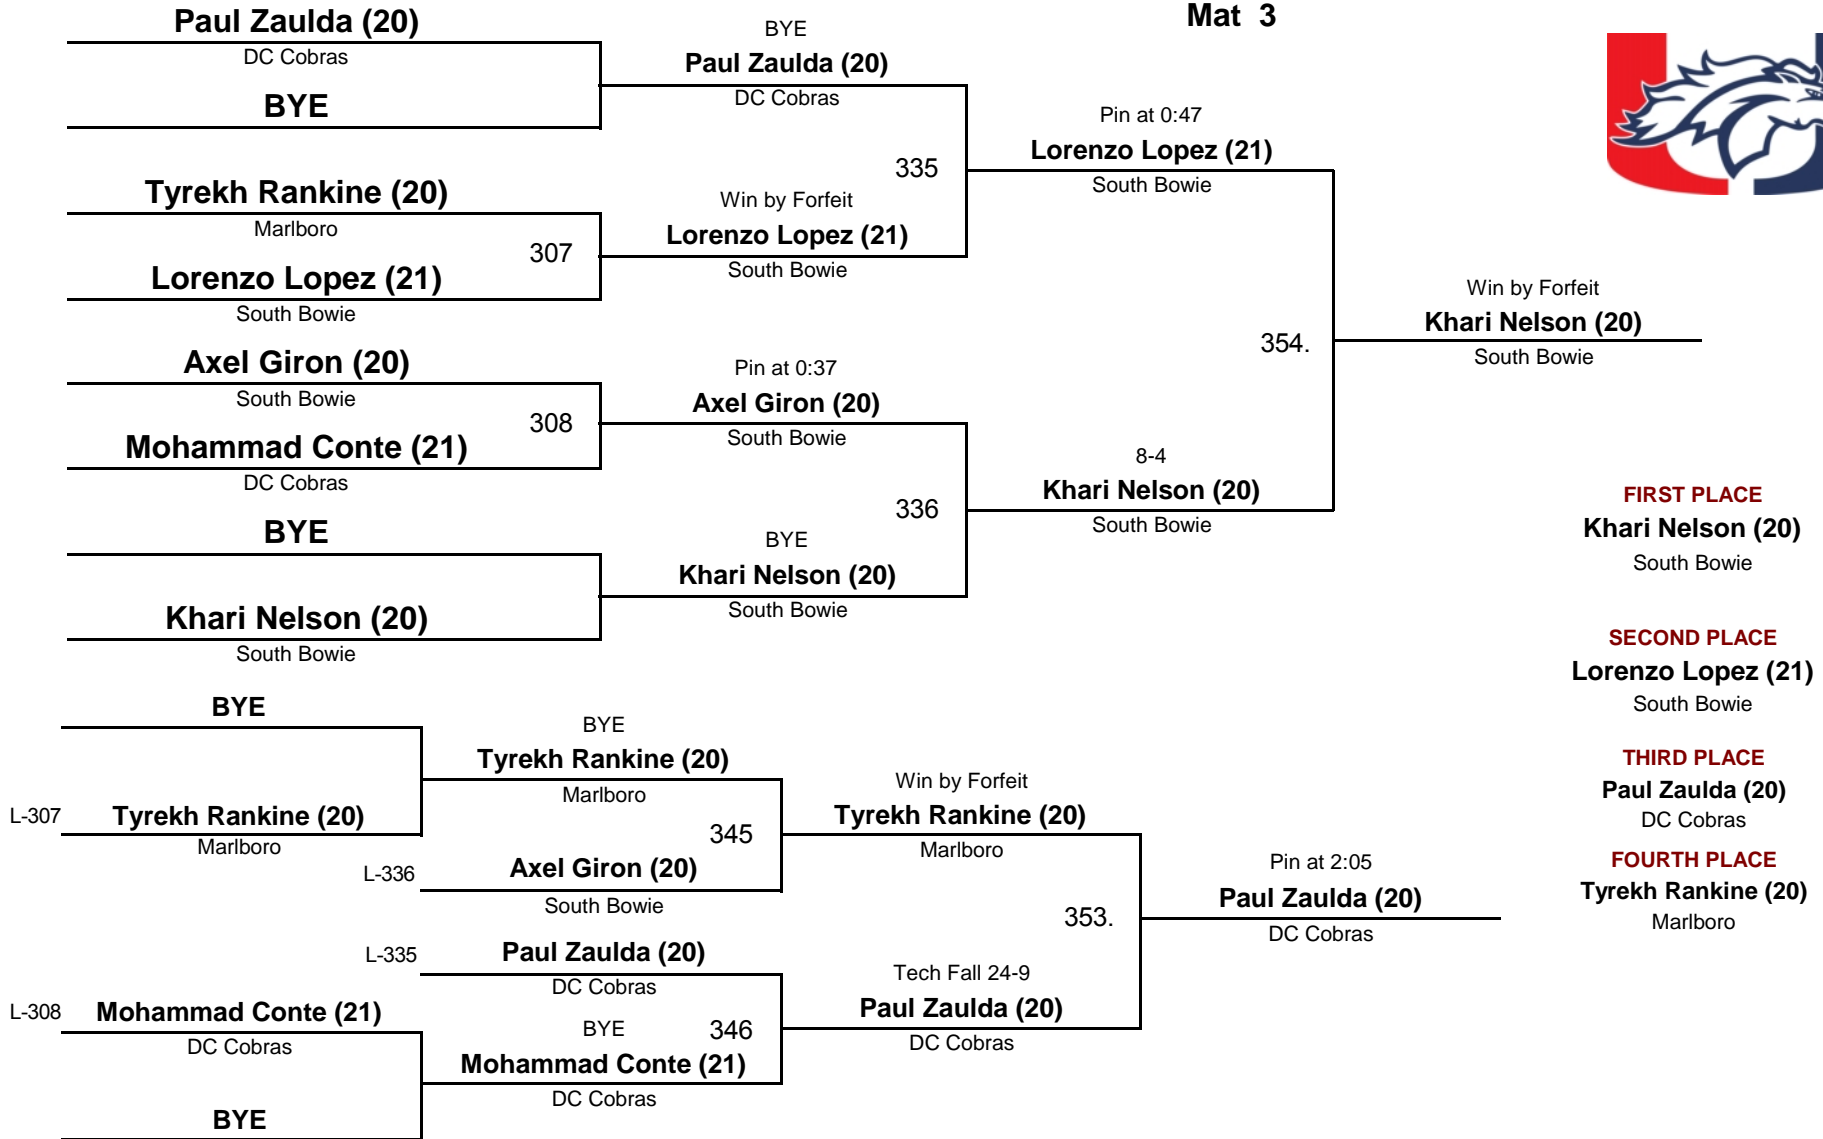 Mat 3
Paul Zaulda (20)
DC Cobras
BYE
Tyrekh Rankine (20)
Marlboro
307
Lorenzo Lopez (21)
South Bowie
Axel Giron (20)
South Bowie
308
Mohammad Conte (21)
DC Cobras
BYE
Khari Nelson (20)
South Bowie
BYE
Paul Zaulda (20)
DC Cobras
335
Win by Forfeit
Lorenzo Lopez (21)
South Bowie
Pin at 0:37
Axel Giron (20)
South Bowie
336
BYE
Khari Nelson (20)
South Bowie
Pin at 0:47
Lorenzo Lopez (21)
South Bowie
354.
8-4
Khari Nelson (20)
South Bowie
Win by Forfeit
Khari Nelson (20)
South Bowie
FIRST PLACE
Khari Nelson (20)
South Bowie
SECOND PLACE
Lorenzo Lopez (21)
South Bowie
THIRD PLACE
Paul Zaulda (20)
DC Cobras
FOURTH PLACE
Tyrekh Rankine (20)
Marlboro
BYE
L-307
Tyrekh Rankine (20)
Marlboro
L-308
Mohammad Conte (21)
DC Cobras
BYE
BYE
Tyrekh Rankine (20)
Marlboro
345
L-336
Axel Giron (20)
South Bowie
L-335
Paul Zaulda (20)
DC Cobras
BYE
346
Mohammad Conte (21)
DC Cobras
Win by Forfeit
Tyrekh Rankine (20)
Marlboro
353.
Tech Fall 24-9
Paul Zaulda (20)
DC Cobras
Pin at 2:05
Paul Zaulda (20)
DC Cobras